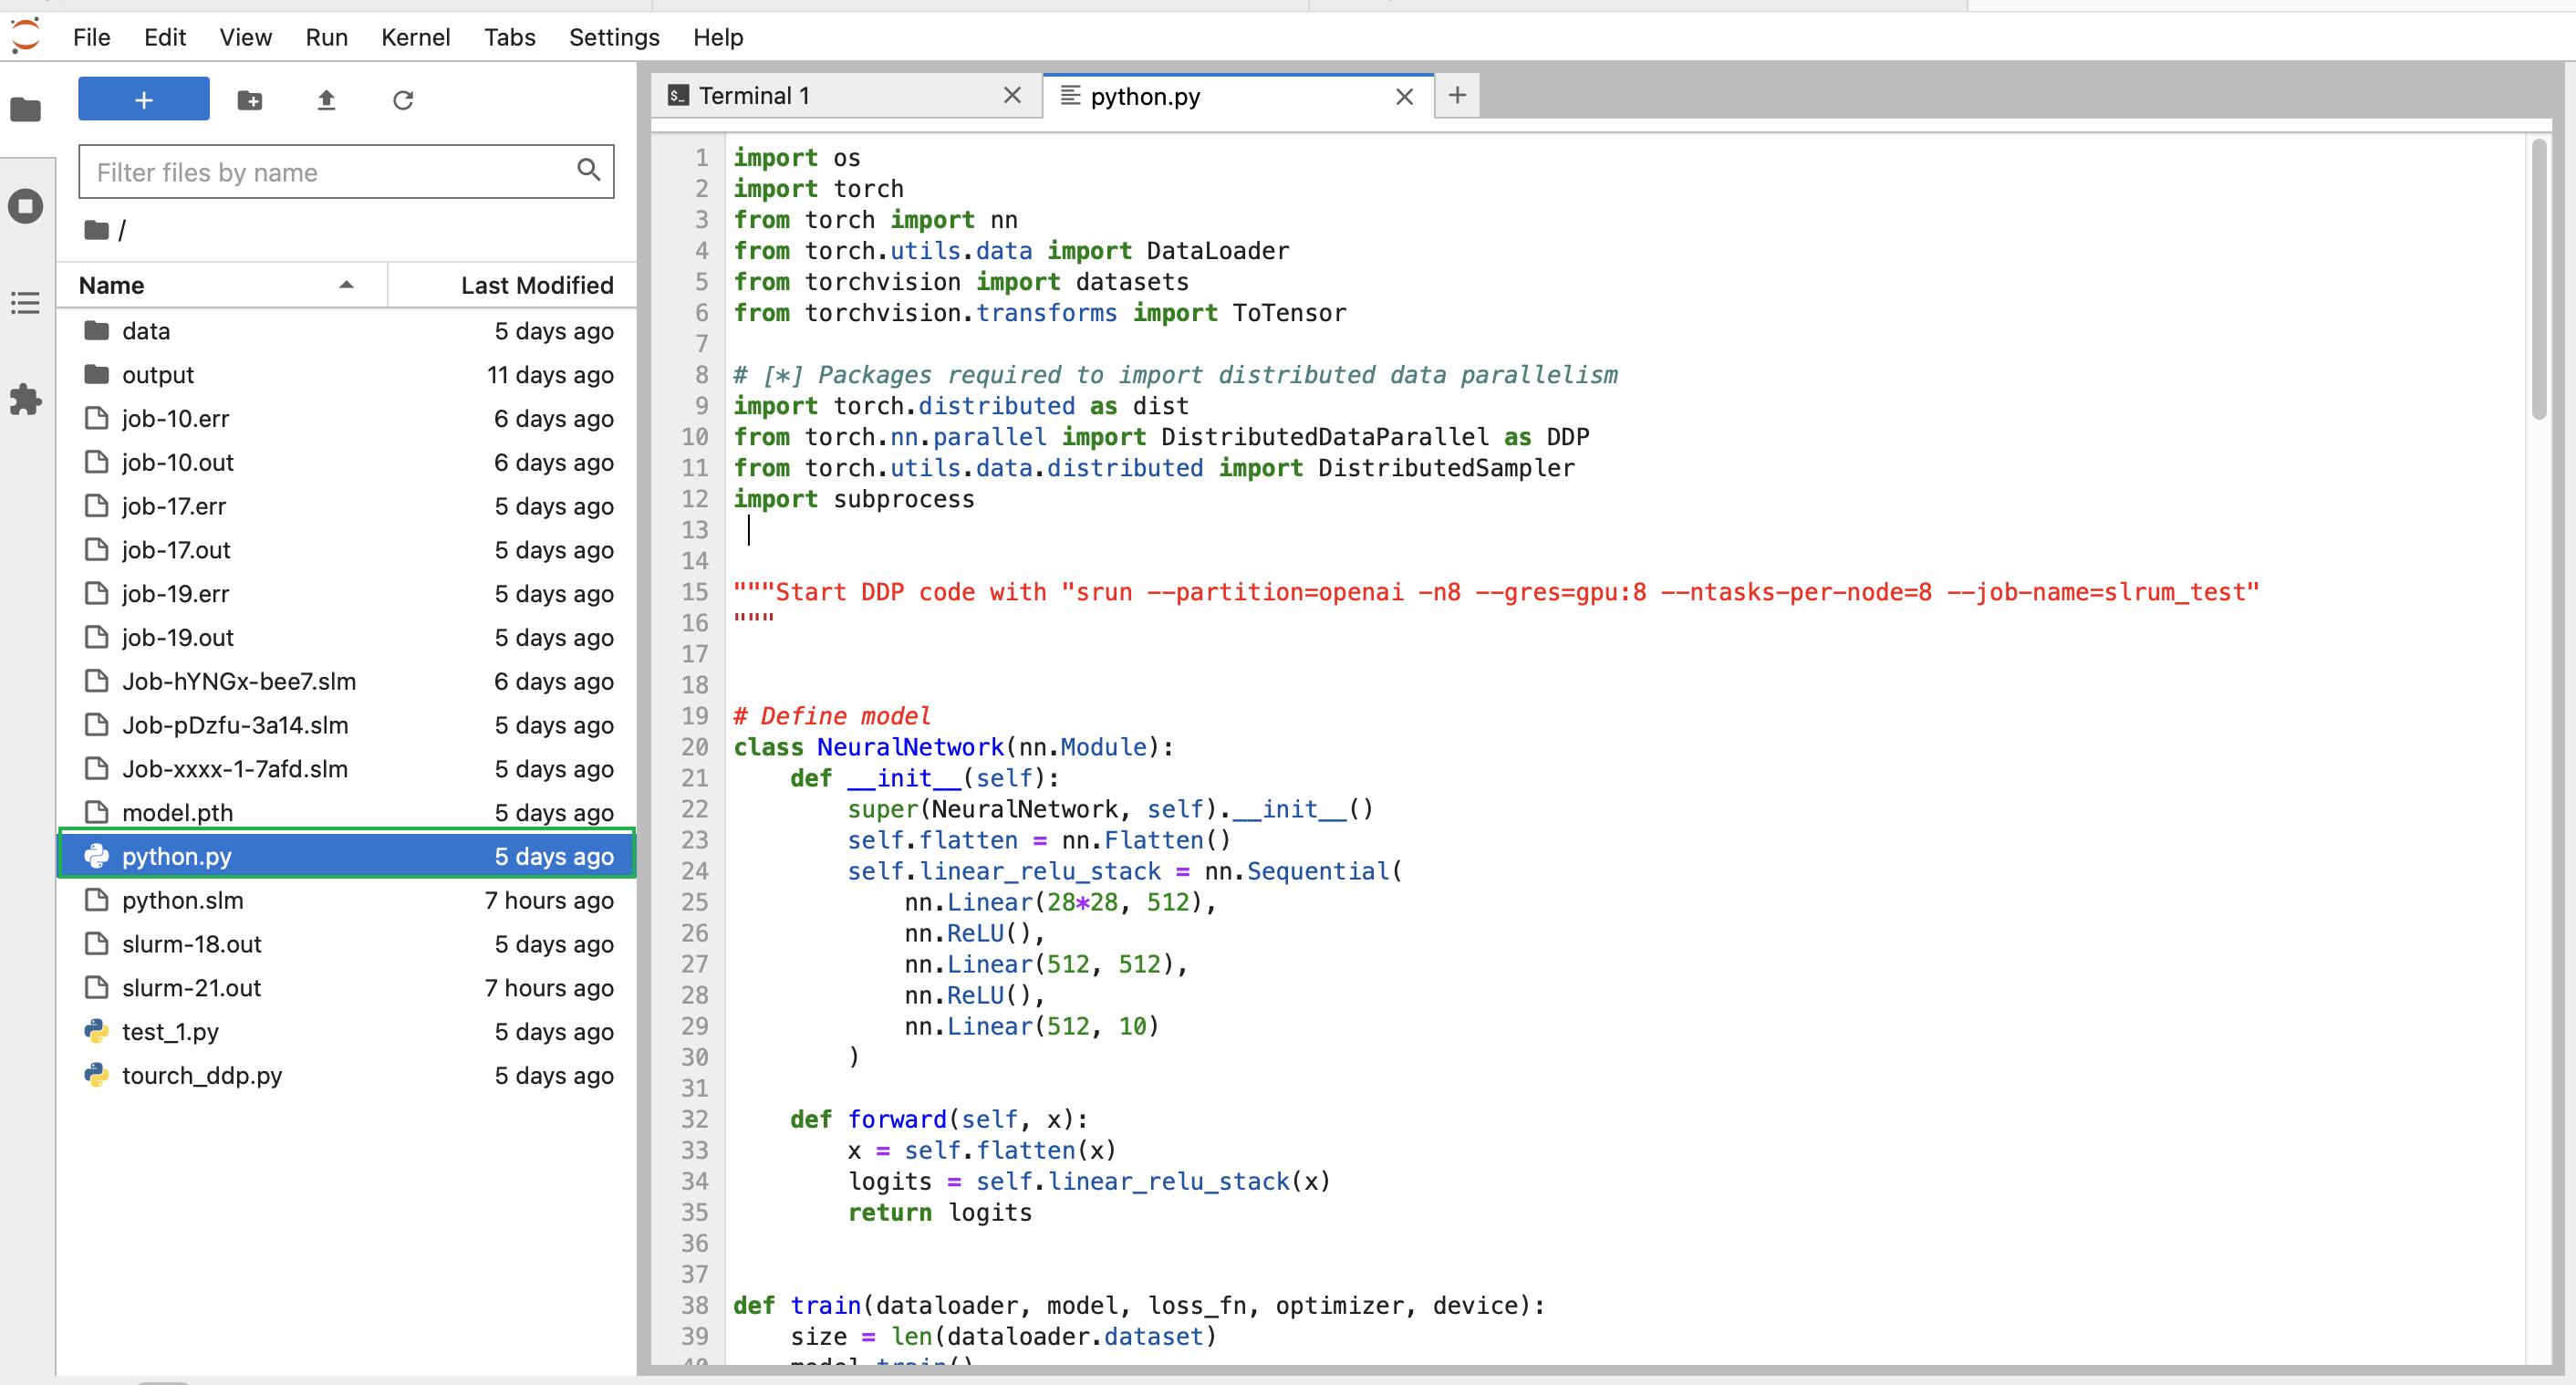 File Edit View Run Kernel Tabs Settings Help
+
Filter files by name
/
Name Last Modified
data 5 days ago
output 11 days ago
job-10.err 6 days ago
job-10.out 6 days ago
job-17.err 5 days ago
job-17.out 5 days ago
job-19.err 5 days ago
job-19.out 5 days ago
Job-hYNGx-bee7.slm 6 days ago
Job-pDzfu-3a14.slm 5 days ago
Job-xxxx-1-7afd.slm 5 days ago
model.pth 5 days ago
python.py 5 days ago
python.slm 7 hours ago
slurm-18.out 5 days ago
slurm-21.out 7 hours ago
test_1.py 5 days ago
tourch_ddp.py 5 days ago
$_ Terminal 1 python.py +
1 import os
2 import torch
3 from torch import nn
4 from torch.utils.data import DataLoader
5 from torchvision import datasets
6 from torchvision.transforms import ToTensor
7
8 # [*] Packages required to import distributed data parallelism
9 import torch.distributed as dist
10 from torch.nn.parallel import DistributedDataParallel as DDP
11 from torch.utils.data.distributed import DistributedSampler
12 import subprocess
13
14
15 """Start DDP code with "srun --partition=openai -n8 --gres=gpu:8 --ntasks-per-node=8 --job-name=slrum_test"
16 """
17
18
19 # Define model
20 class NeuralNetwork(nn.Module):
21 def __init__(self):
22 super(NeuralNetwork, self).__init__()
23 self.flatten = nn.Flatten()
24 self.linear_relu_stack = nn.Sequential(
25 nn.Linear(28*28, 512),
26 nn.ReLU(),
27 nn.Linear(512, 512),
28 nn.ReLU(),
29 nn.Linear(512, 10)
30 )
31
32 def forward(self, x):
33 x = self.flatten(x)
34 logits = self.linear_relu_stack(x)
35 return logits
36
37
38 def train(dataloader, model, loss_fn, optimizer, device):
39 size = len(dataloader.dataset)
40 model.train()